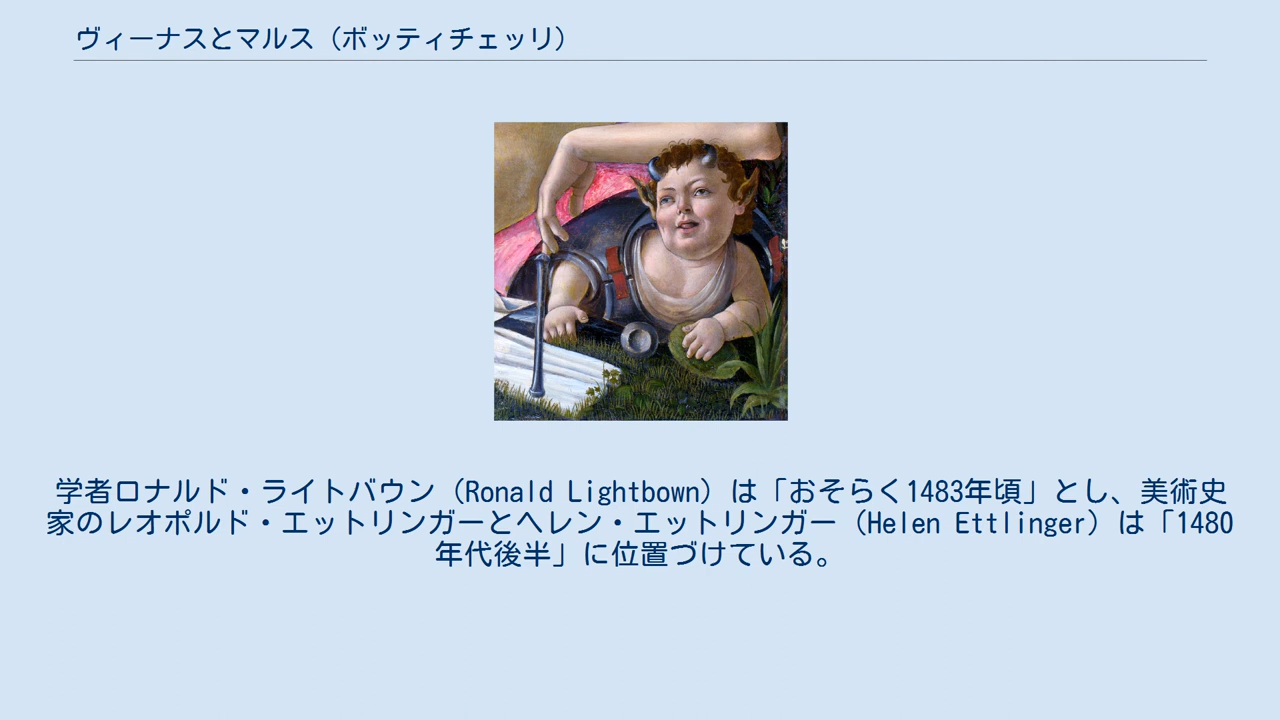 ヴィーナスとマルス（ボッティチェッリ）
学者ロナルド・ライトバウン（Ronald Lightbown）は「おそらく1483年頃」とし、美術史
家のレオポルド・エットリンガーとヘレン・エットリンガー（Helen Ettlinger）は「1480
年代後半」に位置づけている。